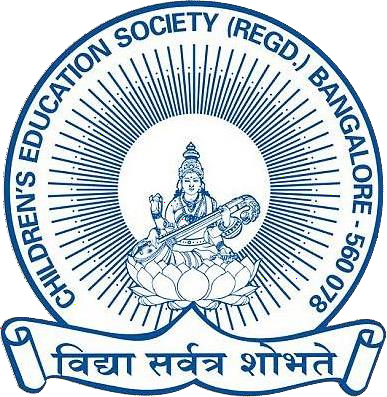 CHILDREN'S EDUCATION SOCIETY (REGD.) BANGALORE - 560 078
विद्या सर्वत्र शोभते